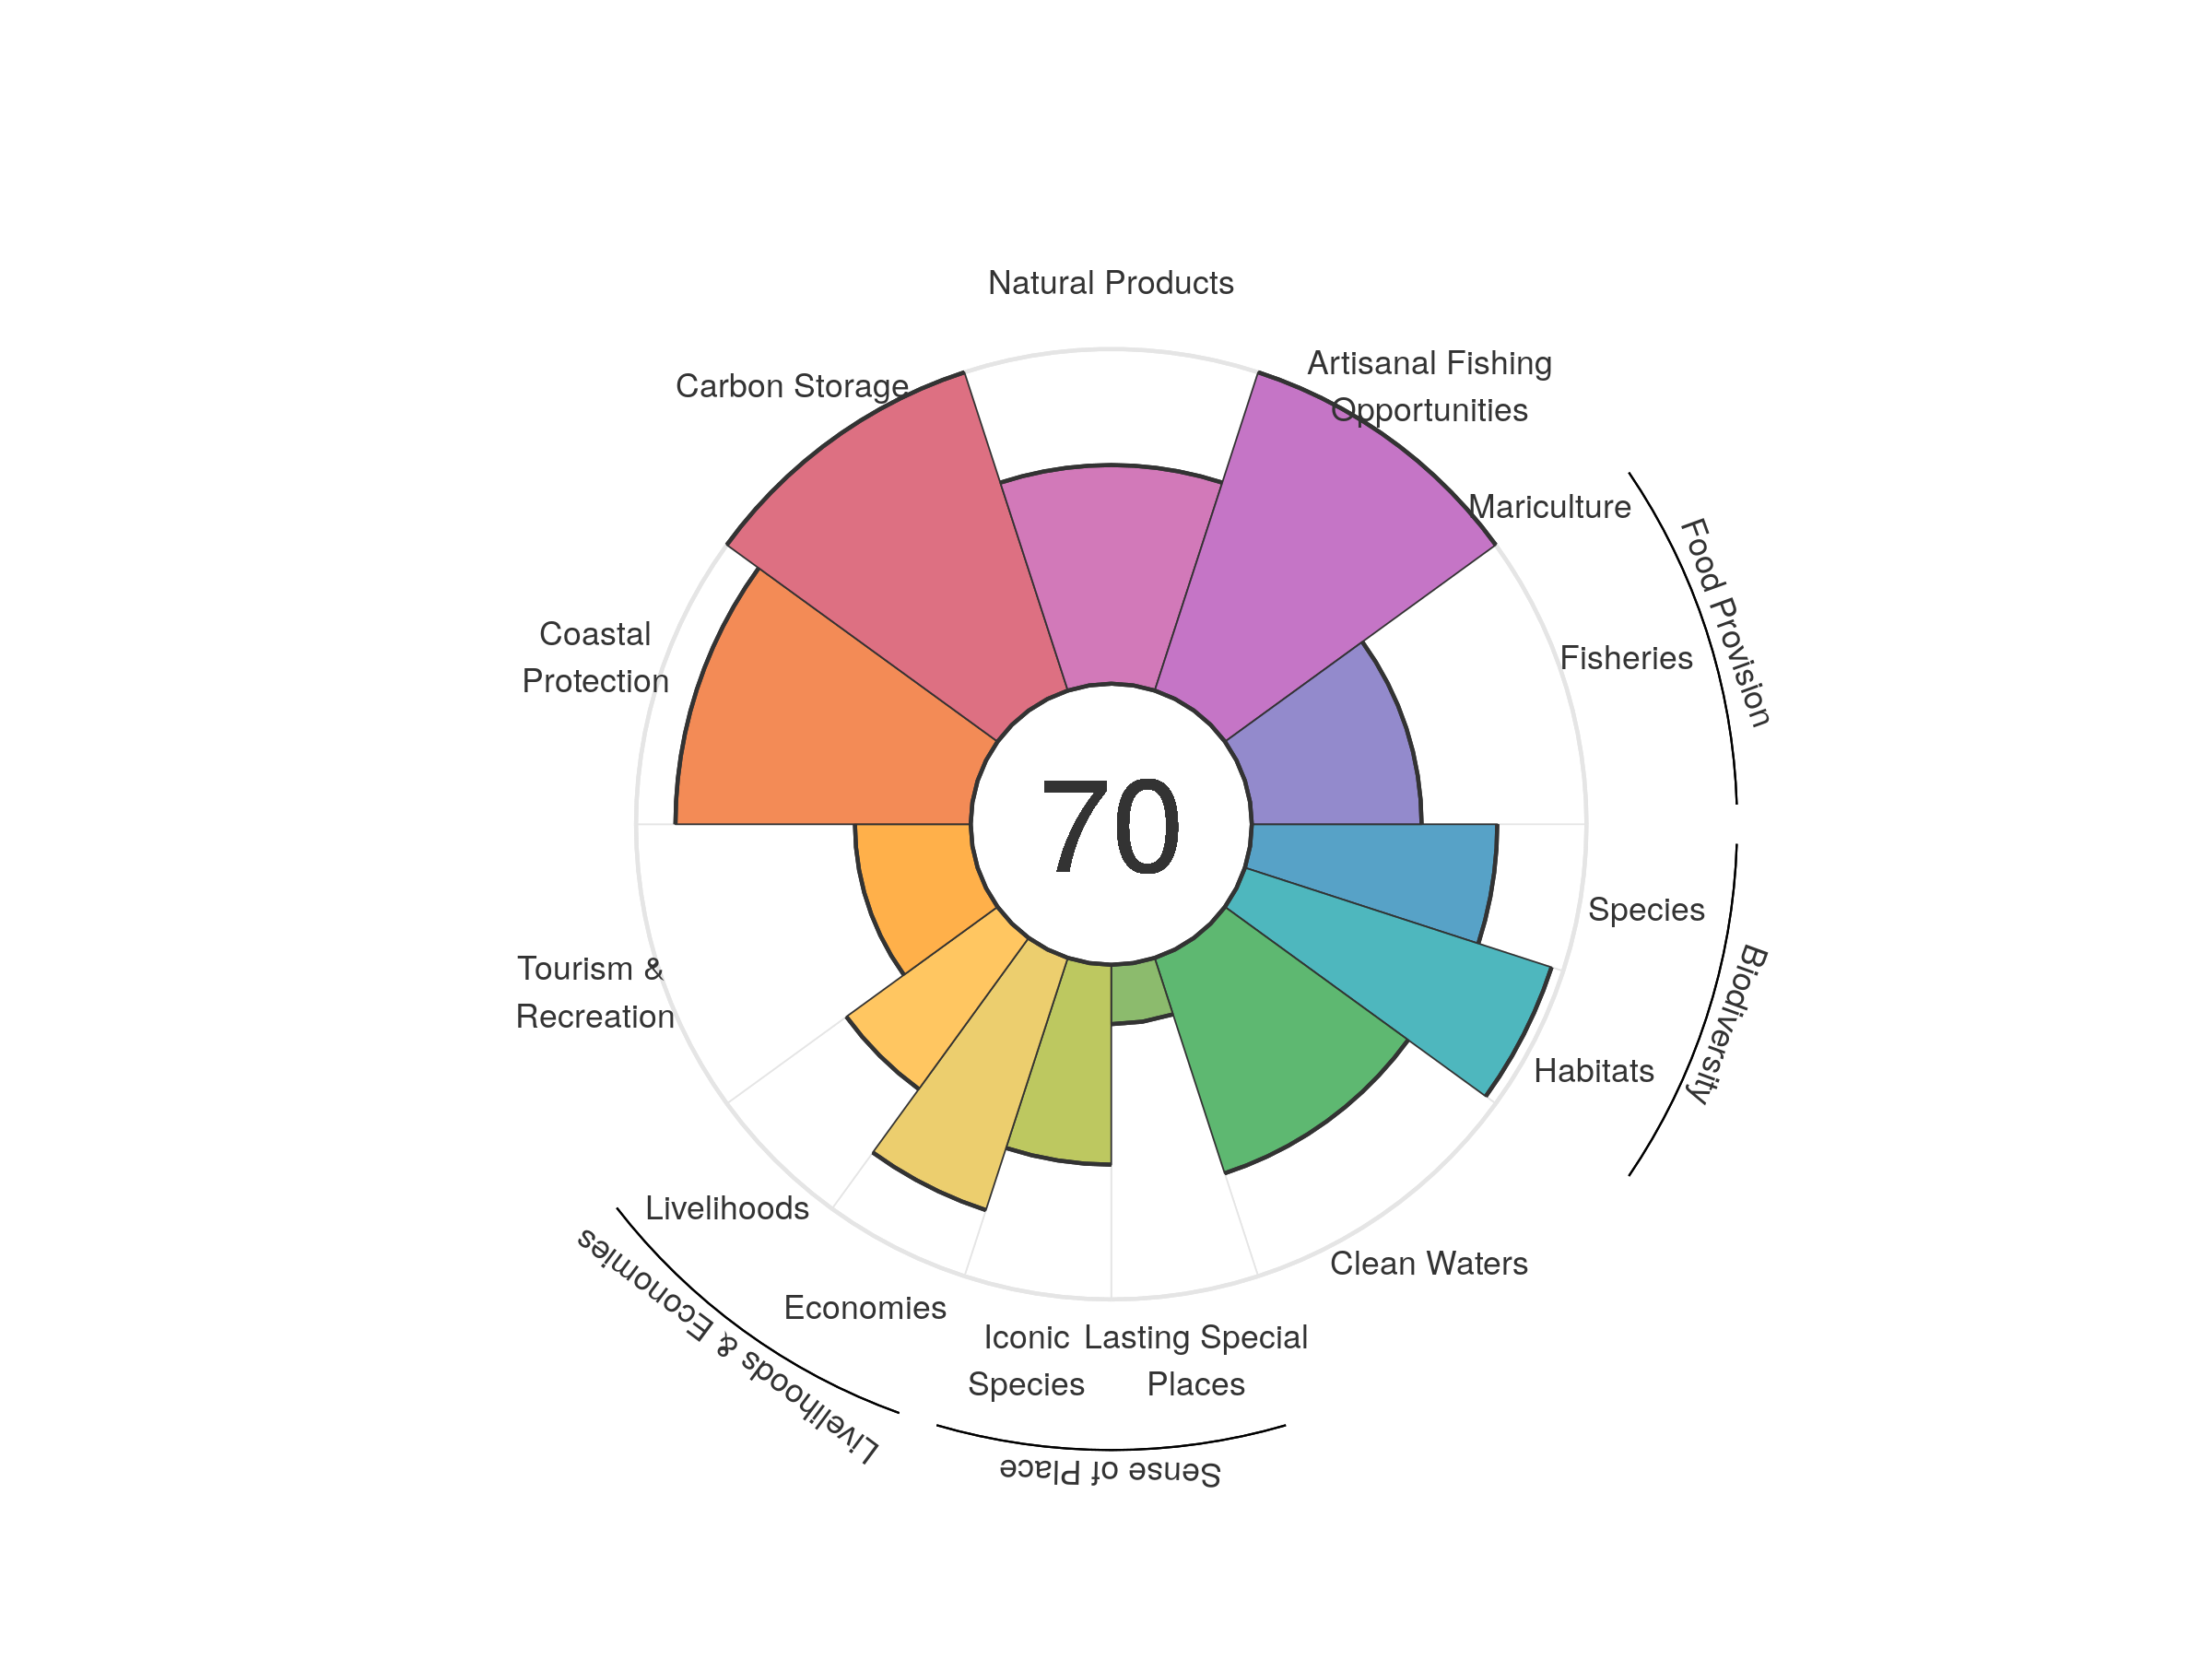 Natural Products
Artisanal Fishing
Opportunities
Carbon Storage
Mariculture
Food Provision
Fisheries
Coastal
Protection
70
Species
Biodiversity
Tourism &
Recreation
Habitats
Livelihoods
Clean Waters
Economies
Livelihoods & Economies
Iconic
Species
Lasting Special
Places
Sense of Place